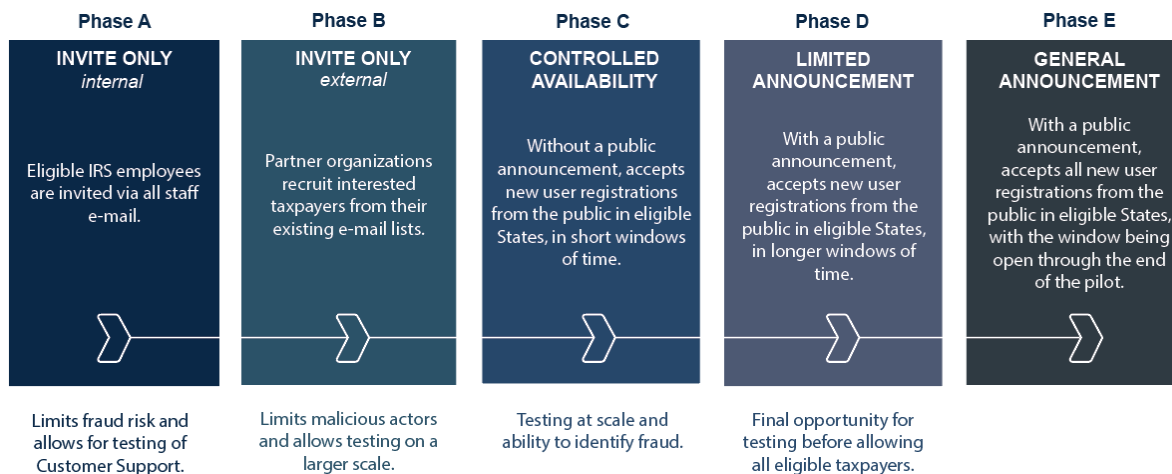 Phase A
INVITE ONLY
internal
Eligible IRS employees
are invited via all staff
e-mail.
Limits fraud risk and
allows for testing of
Customer Support.
Phase B
INVITE ONLY
external
Partner organizations
recruit interested
taxpayers from their
existing e-mail lists.
Limits malicious actors
and allows testing on a
larger scale.
Phase C
CONTROLLED
AVAILABILITY
Without a public
announcement, accepts
new user registrations
from the public in eligible
States, in short windows
of time.
Testing at scale and
ability to identify fraud.
Phase D
LIMITED
ANNOUNCEMENT
With a public
announcement,
accepts new user
registrations from the
public in eligible States,
in longer windows of
time.
Final opportunity for
testing before allowing
all eligible taxpayers.
Phase E
GENERAL
ANNOUNCEMENT
With a public
announcement,
accepts all new user
registrations from the
public in eligible States,
with the window being
open through the end
of the pilot.